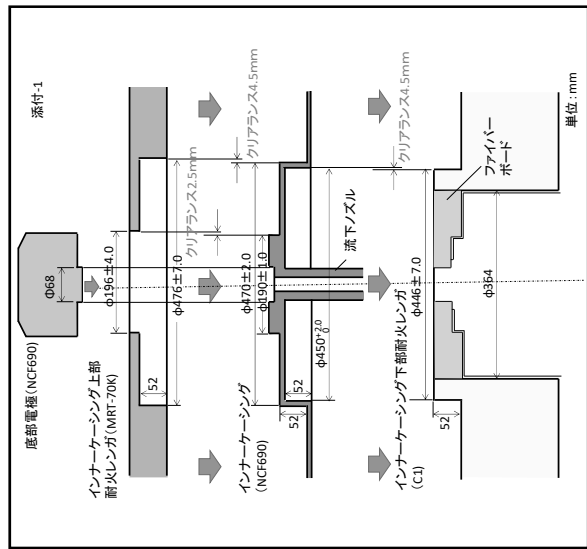 添付-1
底部電極(NCF690)
Φ68
インナーケーシング上部
耐火レンガ(MRT-70K)
φ196±4.0
φ476±7.0
52
クリアランス2.5mm
クリアランス4.5mm
インナーケーシング
(NCF690)
φ470±2.0
φ190±1.0
52
52
φ450+2.0
0
流下ノズル
インナーケーシング下部耐火レンガ
(C1)
φ446±7.0
クリアランス4.5mm
52
φ364
ファイバー
ボード
単位:mm